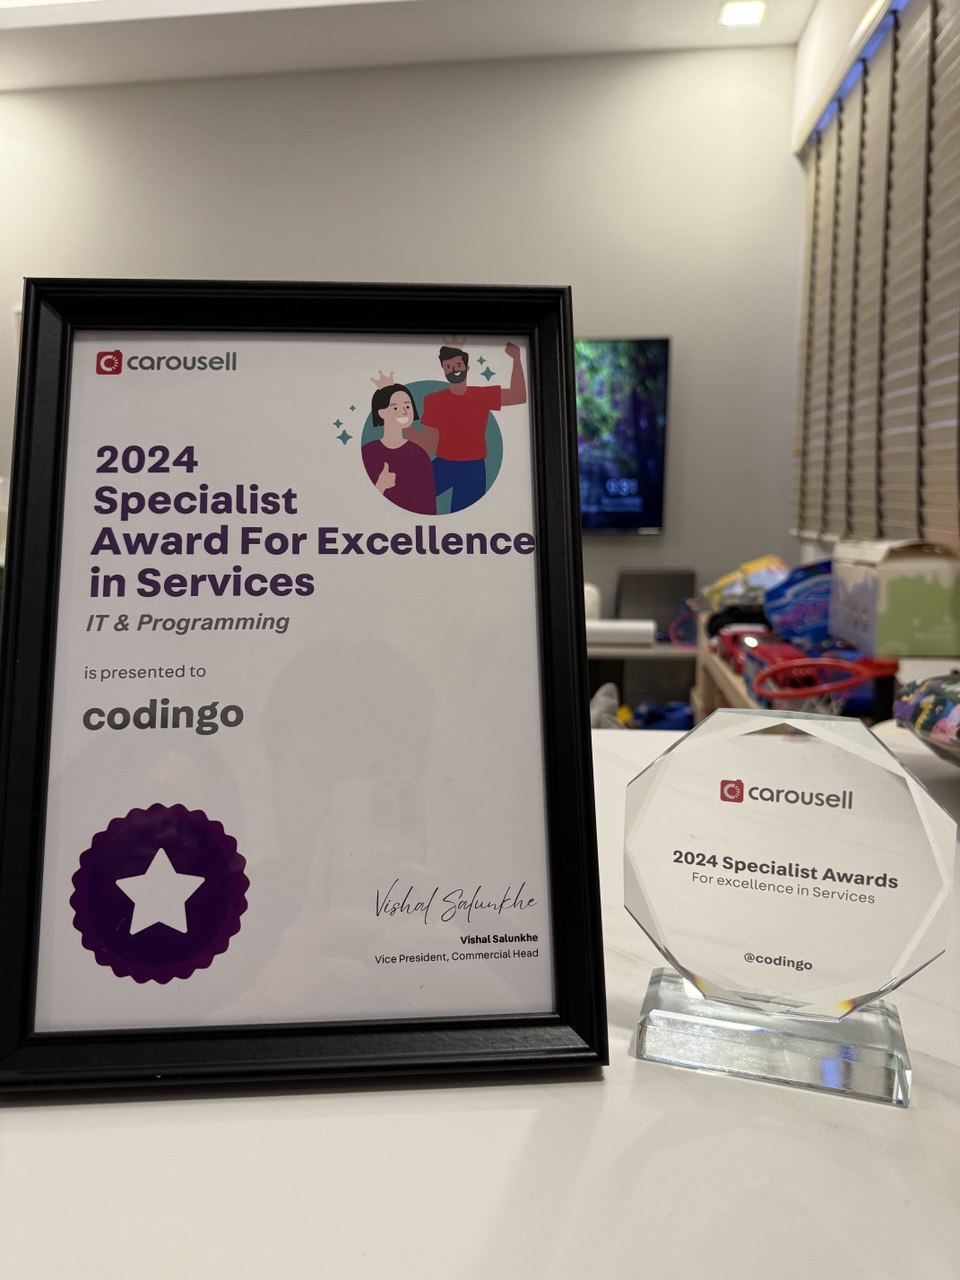 carousell
2024
Specialist
Award For Excellence
in Services
IT & Programming
is presented to
codingo
Vishal Salunkhe
Vishal Salunkhe
Vice President, Commercial Head
carousell
2024 Specialist Awards
For excellence in Services
@codingo